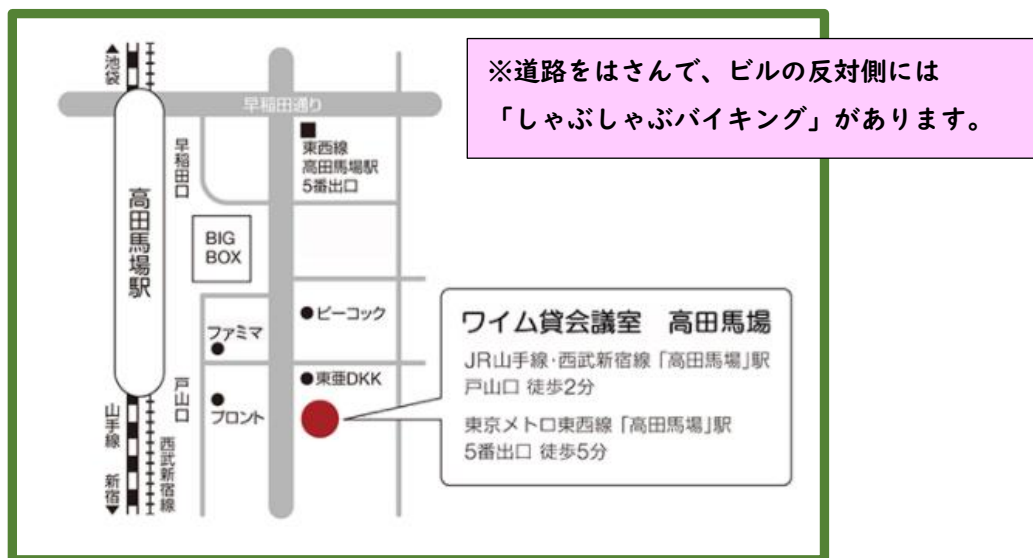 ※道路をはさんで、ビルの反対側には
「しゃぶしゃぶバイキング」があります。
▲池袋
早稲田通り
早稲田口
東西線
高田馬場駅
5番出口
高田馬場駅
BIG
BOX
ピーコック
ファミマ
東亜DKK
戸山口
プロント
山手線
新宿▼
西武新宿線
ワイム貸会議室 高田馬場
JR山手線・西武新宿線「高田馬場」駅
戸山口 徒歩2分
東京メトロ東西線「高田馬場」駅
5番出口 徒歩5分